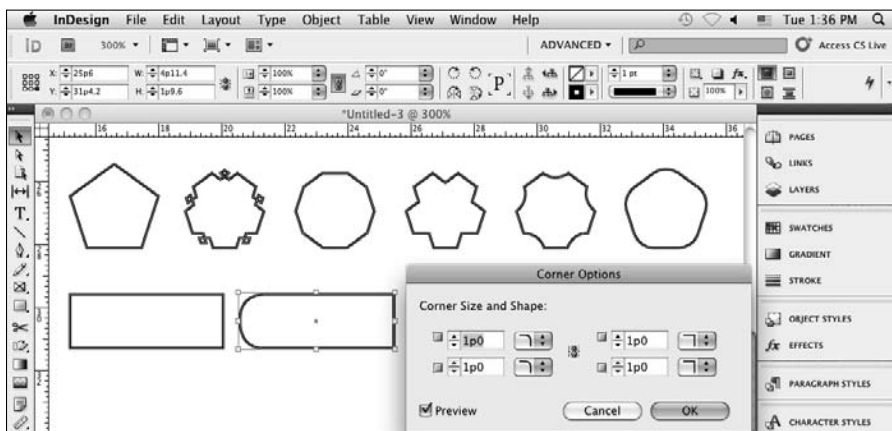 InDesign File Edit Layout Type Object Table View Window Help Tue 1:36 PM
300% ADVANCED Access CS Live
X: 25p6 W: 4p11.4 100% 0° 1 pt
Y: 31p4.2 H: 1p9.6 100% 0° P 100%
*Untitled-3 @ 300%
16 18 20 22 24 26 28 30 32 34 36
PAGES
LINKS
LAYERS
SWATCHES
GRADIENT
STROKE
OBJECT STYLES
EFFECTS
PARAGRAPH STYLES
CHARACTER STYLES
Corner Options
Corner Size and Shape:
1p0 1p0
1p0 1p0
Preview Cancel OK